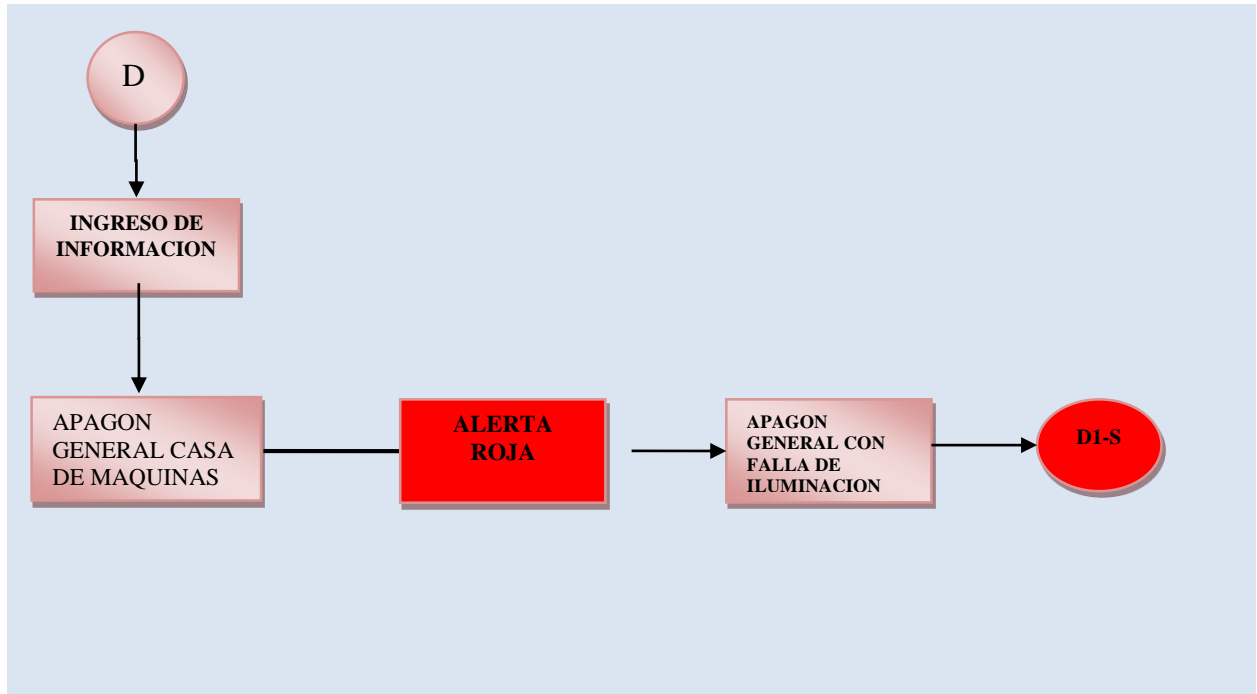 D
INGRESO DE
INFORMACION
APAGON
GENERAL CASA
DE MAQUINAS
ALERTA
ROJA
APAGON
GENERAL CON
FALLA DE
ILUMINACION
D1-S